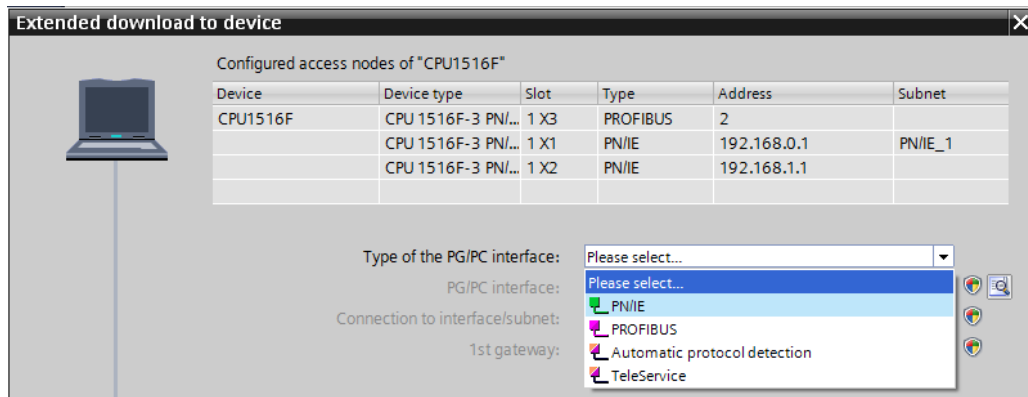 Extended download to device
Configured access nodes of "CPU1516F"
Device Device type Slot Type Address Subnet
CPU1516F CPU 1516F-3 PN/... 1 X3 PROFIBUS 2
CPU 1516F-3 PN/... 1 X1 PN/IE 192.168.0.1 PN/IE_1
CPU 1516F-3 PN/... 1 X2 PN/IE 192.168.1.1
Type of the PG/PC interface: Please select...
Please select...
PG/PC interface:
PN/IE
Connection to interface/subnet:
PROFIBUS
1st gateway:
Automatic protocol detection
TeleService